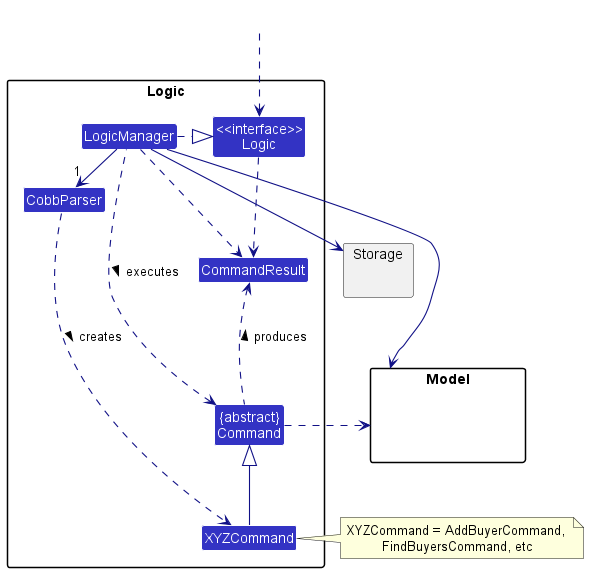 Logic
LogicManager
<<interface>>
Logic
1
CobbParser
Storage
CommandResult
executes
creates
produces
Model
{abstract}
Command
XYZCommand
XYZCommand = AddBuyerCommand,
FindBuyersCommand, etc